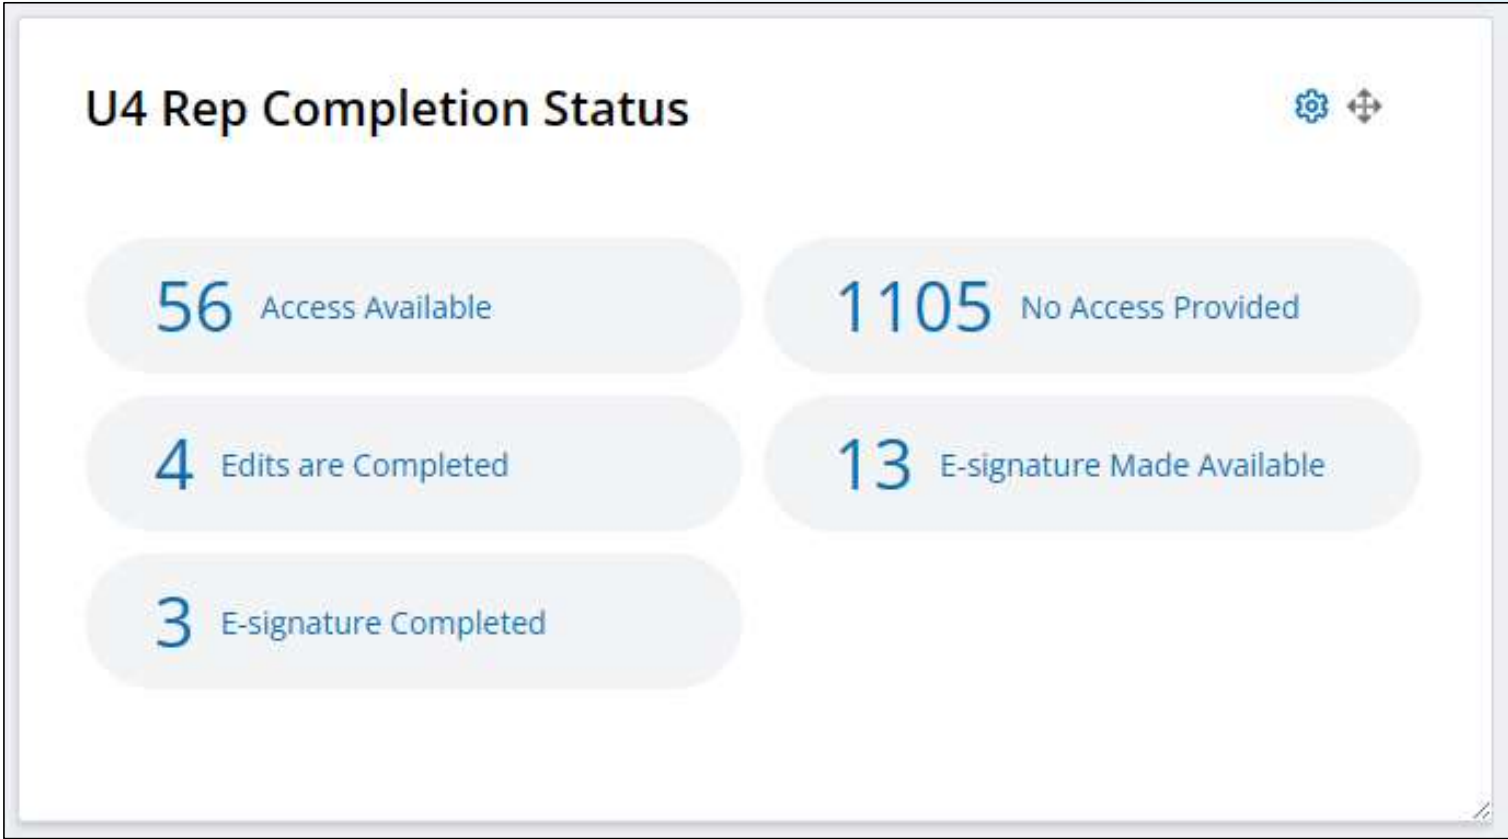 U4 Rep Completion Status
56 Access Available
1105 No Access Provided
4 Edits are Completed
13 E-signature Made Available
3 E-signature Completed